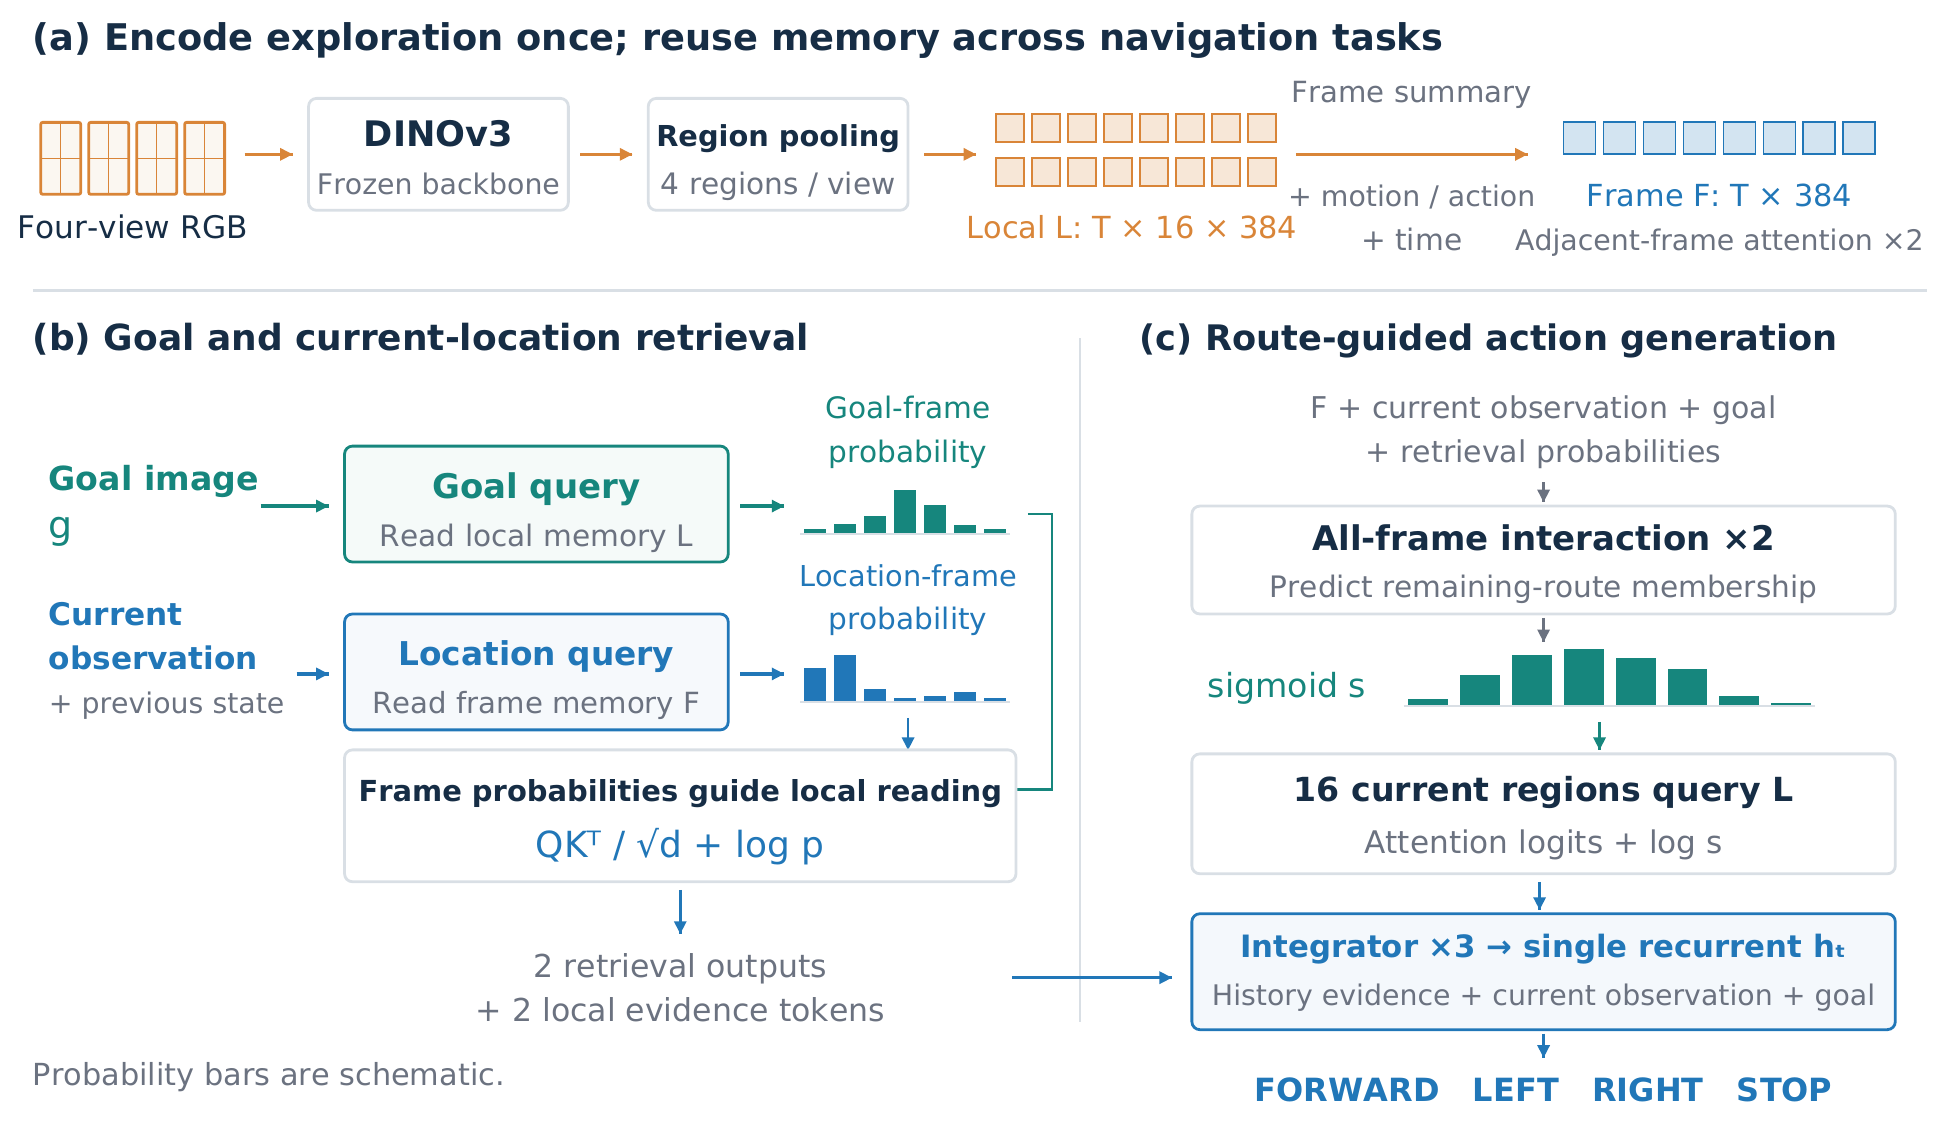 (a) Encode exploration once; reuse memory across navigation tasks
Four-view RGB
DINOv3
Frozen backbone
Region pooling
4 regions / view
Local L: T × 16 × 384
Frame summary
+ motion / action
+ time
Frame F: T × 384
Adjacent-frame attention ×2
(b) Goal and current-location retrieval
Goal image
g
Goal query
Read local memory L
Goal-frame
probability
Current
observation
+ previous state
Location query
Read frame memory F
Location-frame
probability
Frame probabilities guide local reading
QKᵀ / √d + log p
2 retrieval outputs
+ 2 local evidence tokens
Probability bars are schematic.
(c) Route-guided action generation
F + current observation + goal
+ retrieval probabilities
All-frame interaction ×2
Predict remaining-route membership
sigmoid s
16 current regions query L
Attention logits + log s
Integrator ×3 → single recurrent hₜ
History evidence + current observation + goal
FORWARD LEFT RIGHT STOP